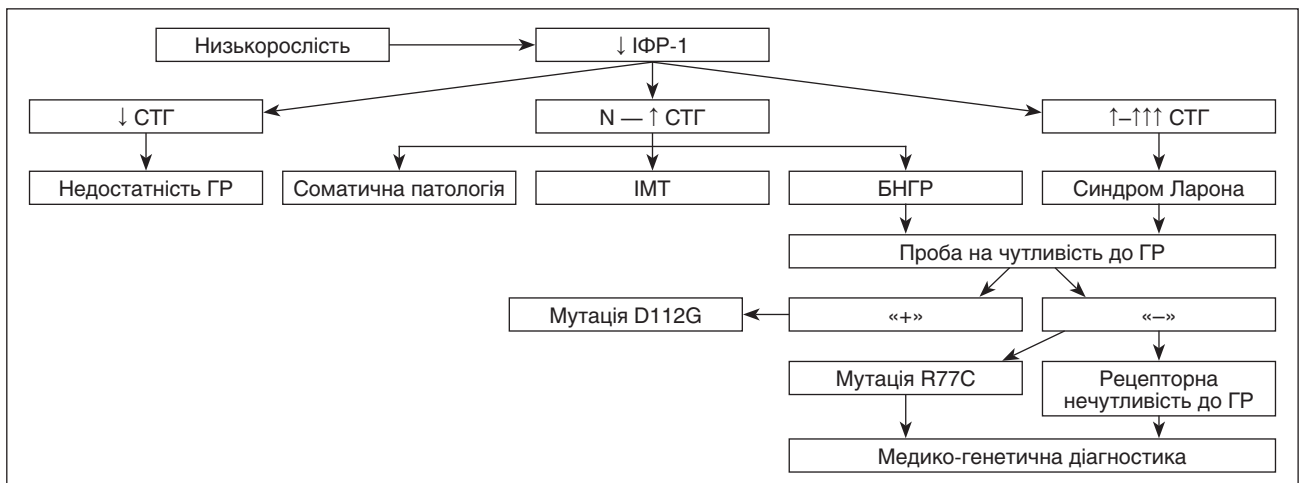 Низькорослість
↓ ІФР-1
↓ СТГ
N — ↑ СТГ
↑–↑↑↑ СТГ
Недостатність ГР
Соматична патологія
ІМТ
БНГР
Синдром Ларона
Проба на чутливість до ГР
Мутація D112G
«+»
«–»
Мутація R77C
Рецепторна
нечутливість до ГР
Медико-генетична діагностика